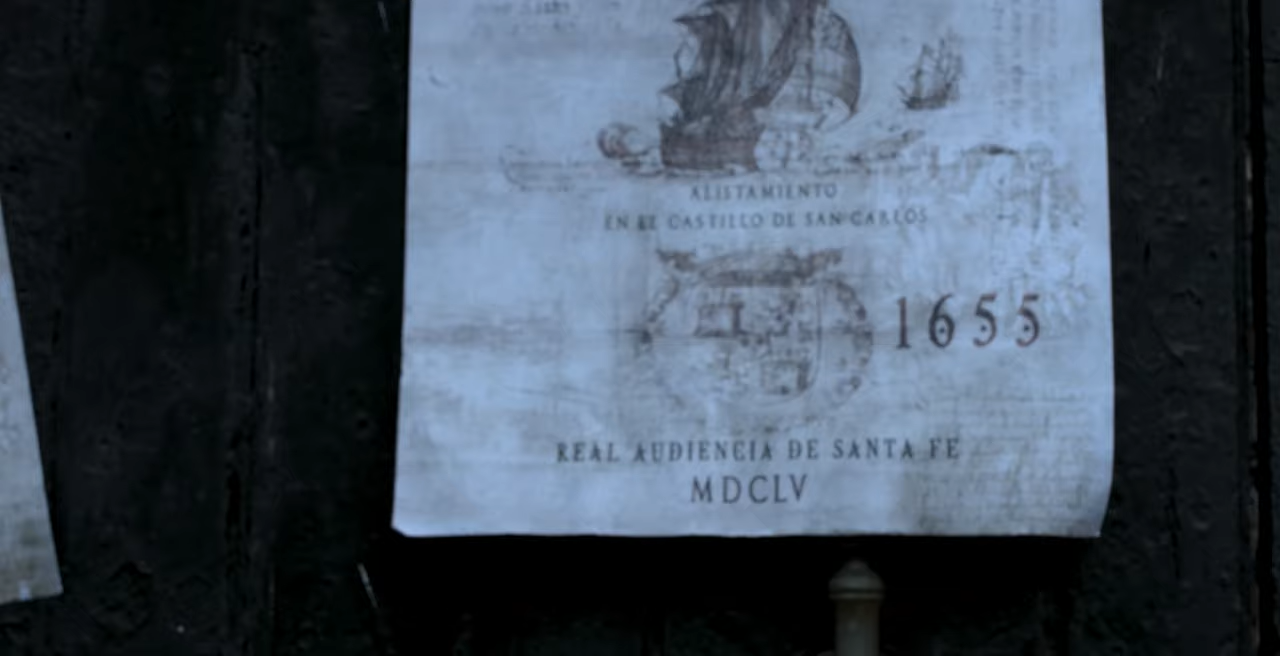 ALISTAMIENTO
EN EL CASTILLO DE SAN CARLOS
1655
REAL AUDIENCIA DE SANTA FE
MDCLV